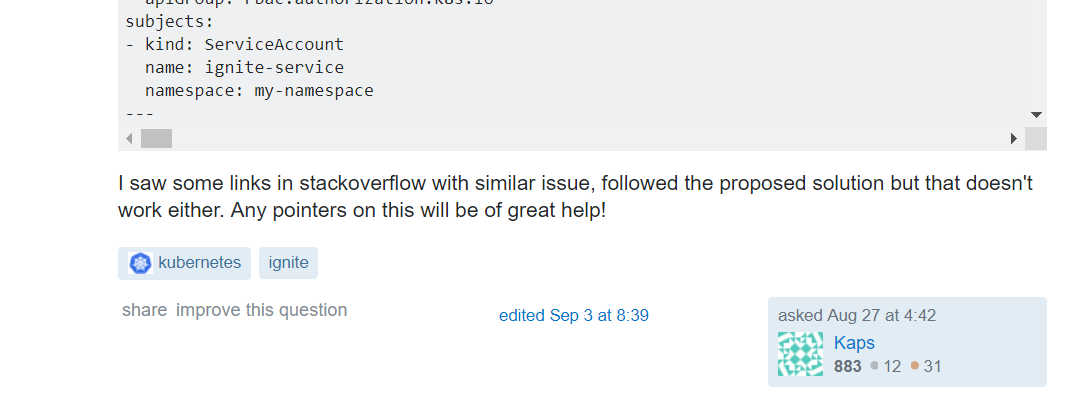 subjects:
- kind: ServiceAccount
name: ignite-service
namespace: my-namespace
---
I saw some links in stackoverflow with similar issue, followed the proposed solution but that doesn't
work either. Any pointers on this will be of great help!
kubernetes ignite
share improve this question
edited Sep 3 at 8:39
asked Aug 27 at 4:42
Kaps
883 12 31